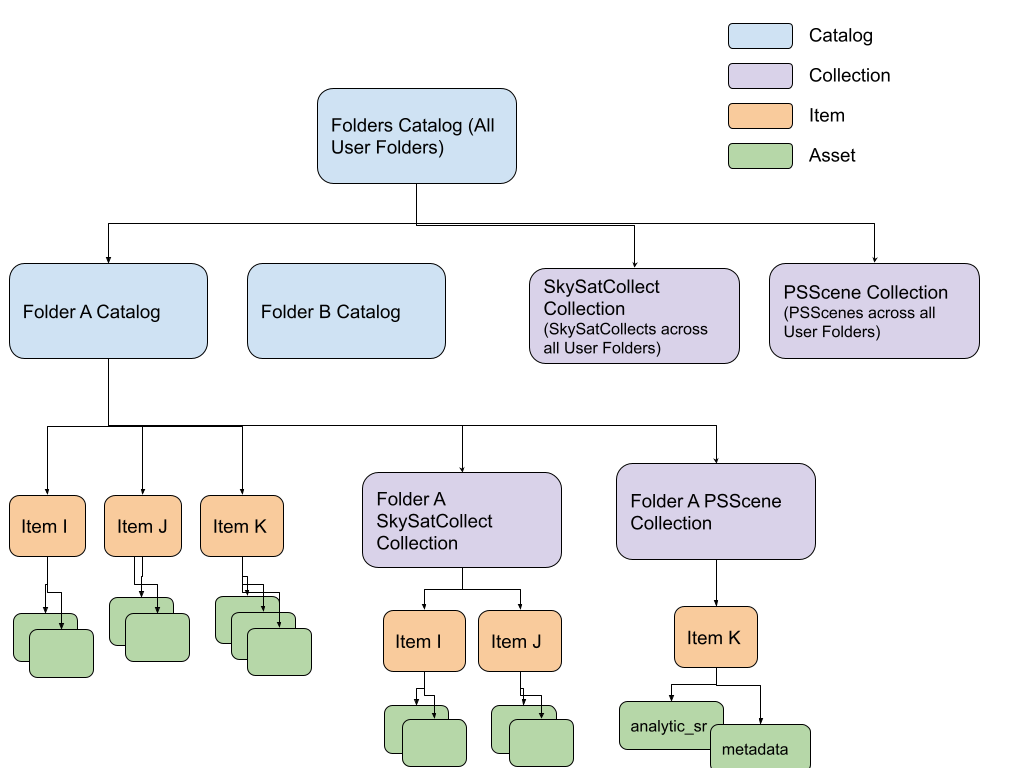 Catalog
Collection
Item
Asset
Folders Catalog (All
User Folders)
Folder A Catalog
Folder B Catalog
SkySatCollect
Collection
(SkySatCollects across
all User Folders)
PSScene Collection
(PSScenes across all
User Folders)
Item I
Item J
Item K
Folder A
SkySatCollect
Collection
Folder A PSScene
Collection
Item I
Item J
Item K
analytic_sr
metadata